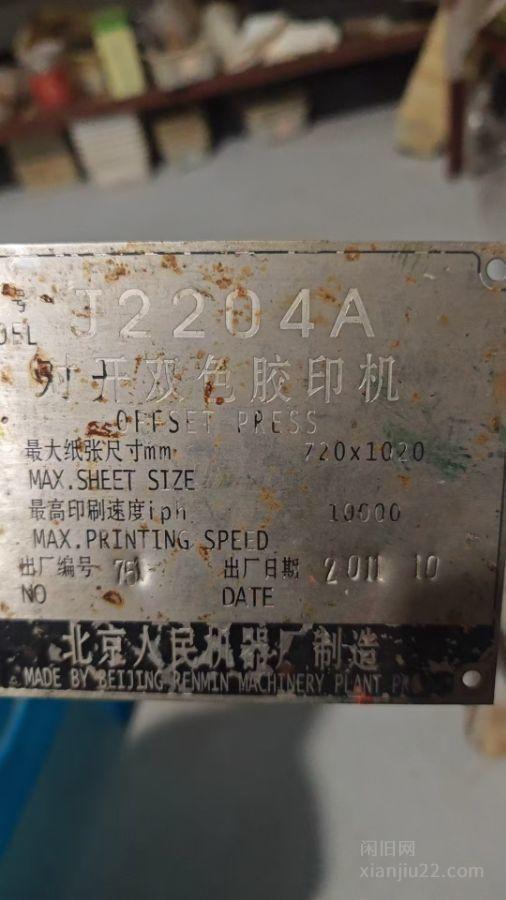 号 J2204A
对开双色胶印机
OFFSET PRESS
最大纸张尺寸mm 720x1020
MAX.SHEET SIZE
最高印刷速度iph 10000
MAX.PRINTING SPEED
出厂编号 出厂日期 2011 10
NO DATE
北京人民机器厂制造
MADE BY BEIJING RENMIN MACHINERY PLANT
闲旧网
xianjiu22.com